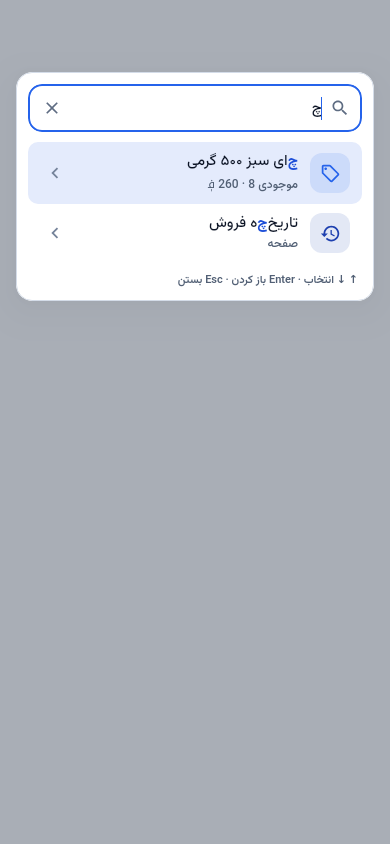 چ
چای سبز ۵۰۰ گرمی
موجودی 8 · 260 ؋
تاریخچه فروش
صفحه
↑ ↓ انتخاب · Enter باز کردن · Esc بستن